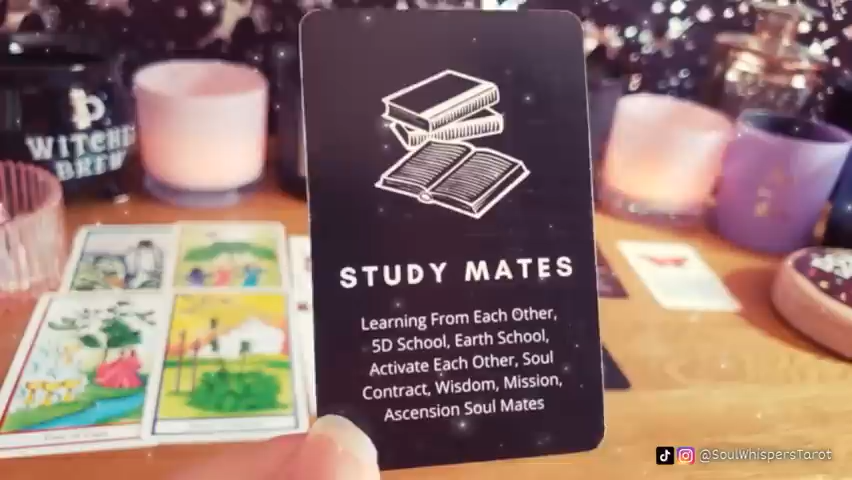 WITCHES
BREW
STUDY MATES
Learning From Each Other,
5D School, Earth School,
Activate Each Other, Soul
Contract, Wisdom, Mission,
Ascension Soul Mates
@SoulWhispersTarot